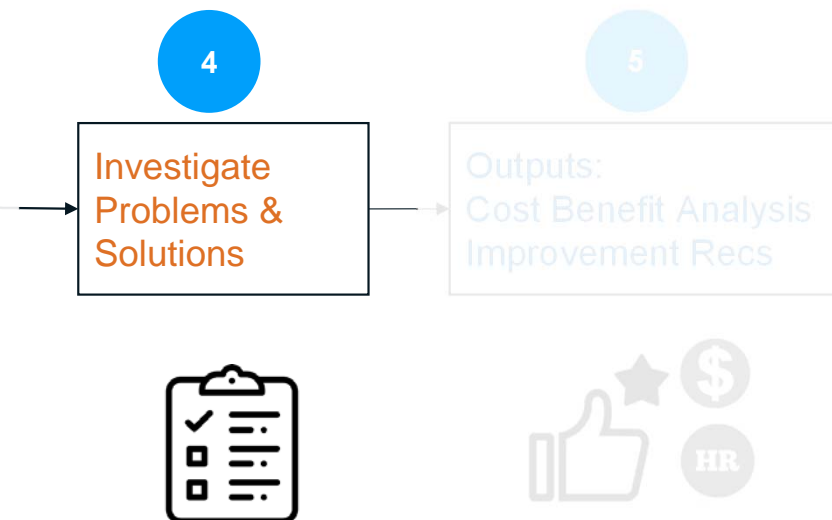 4
5
Investigate
Problems &
Solutions
Outputs:
Cost Benefit Analysis
Improvement Recs
$
HR